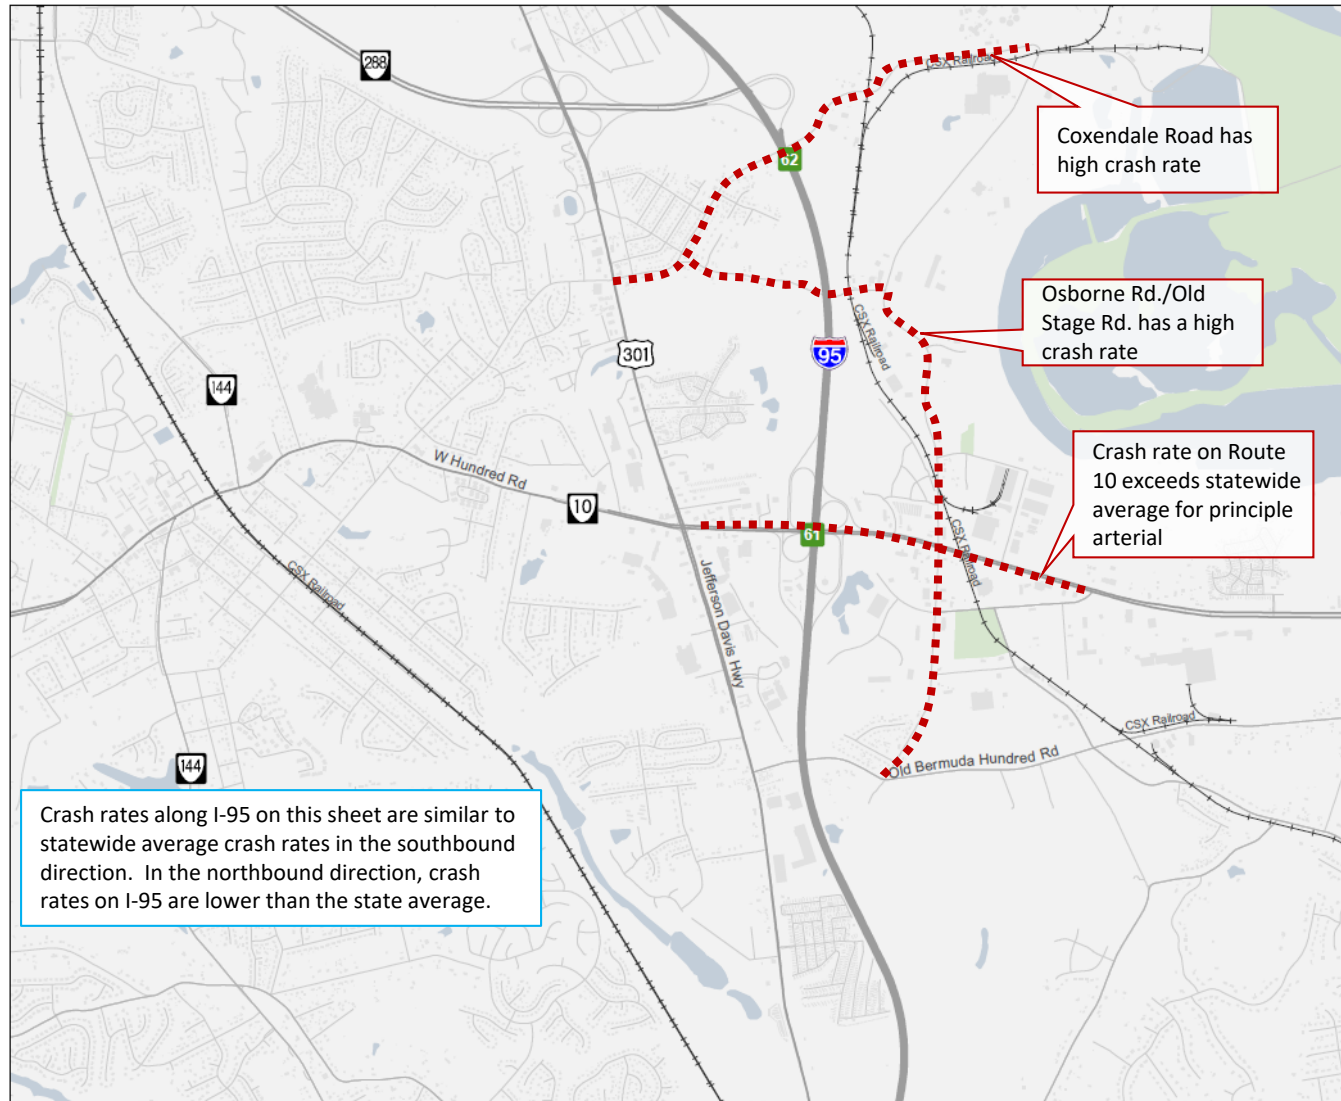 288
CSX Railroad
Coxendale Road has
high crash rate
62
Osborne Rd./Old
Stage Rd. has a high
crash rate
CSX Railroad
301
95
144
Crash rate on Route
10 exceeds statewide
average for principle
arterial
W Hundred Rd
10
61
CSX Railroad
CSX Railroad
Jefferson Davis Hwy
CSX Railroad
Old Bermuda Hundred Rd
144
Crash rates along I-95 on this sheet are similar to
statewide average crash rates in the southbound
direction.  In the northbound direction, crash
rates on I-95 are lower than the state average.